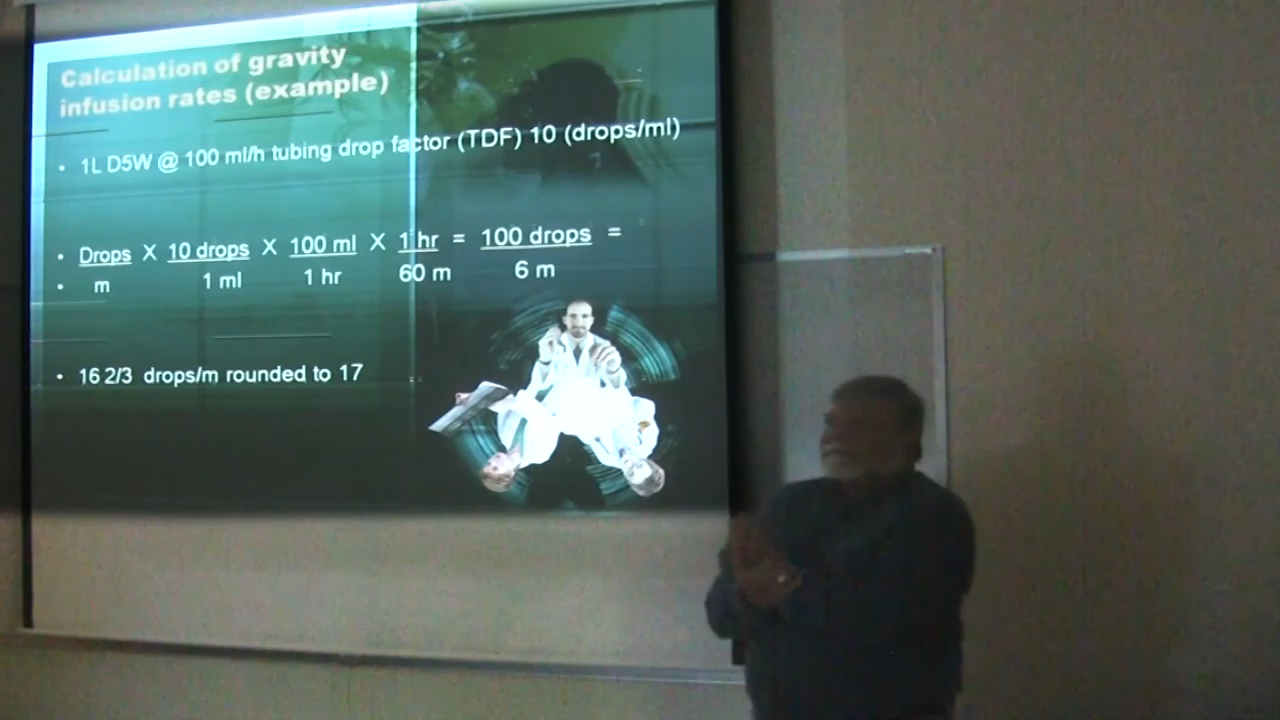 Calculation of gravity
infusion rates (example)
• 1L D5W @ 100 ml/h tubing drop factor (TDF) 10 (drops/ml)
• Drops X 10 drops X 100 ml X 1 hr = 100 drops =
• m 1 ml 1 hr 60 m 6 m
• 16 2/3 drops/m rounded to 17